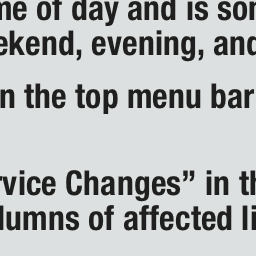 me of day and is som
ekend, evening, and
n the top menu bar
rvice Changes” in th
lumns of affected li